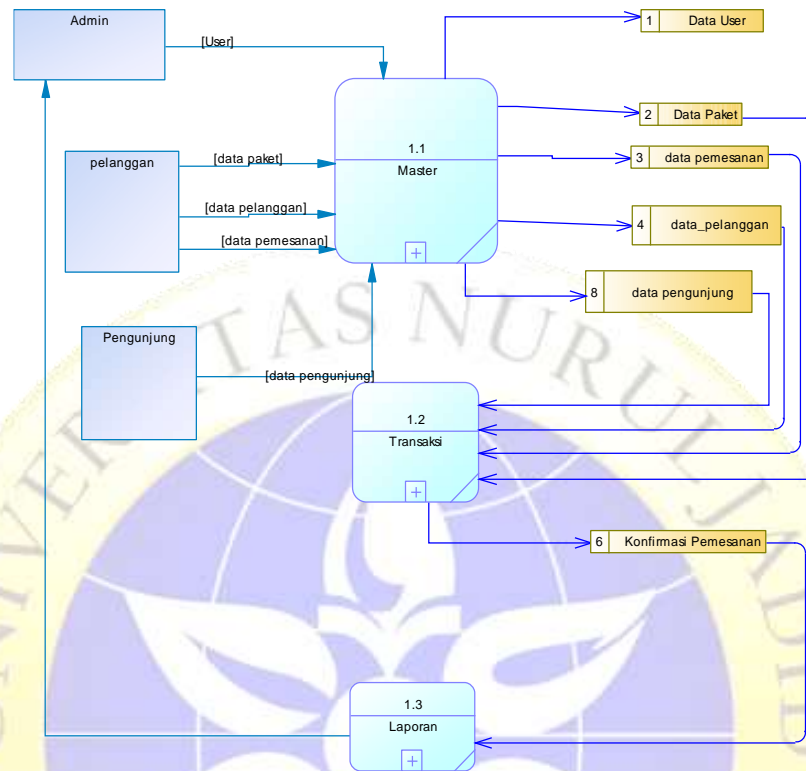 Admin
[User]
1 Data User
2 Data Paket
1.1
Master
3 data pemesanan
pelanggan
[data paket]
[data pelanggan]
[data pemesanan]
4 data_pelanggan
8 data pengunjung
Pengunjung
[data pengunjung]
1.2
Transaksi
6 Konfirmasi Pemesanan
1.3
Laporan